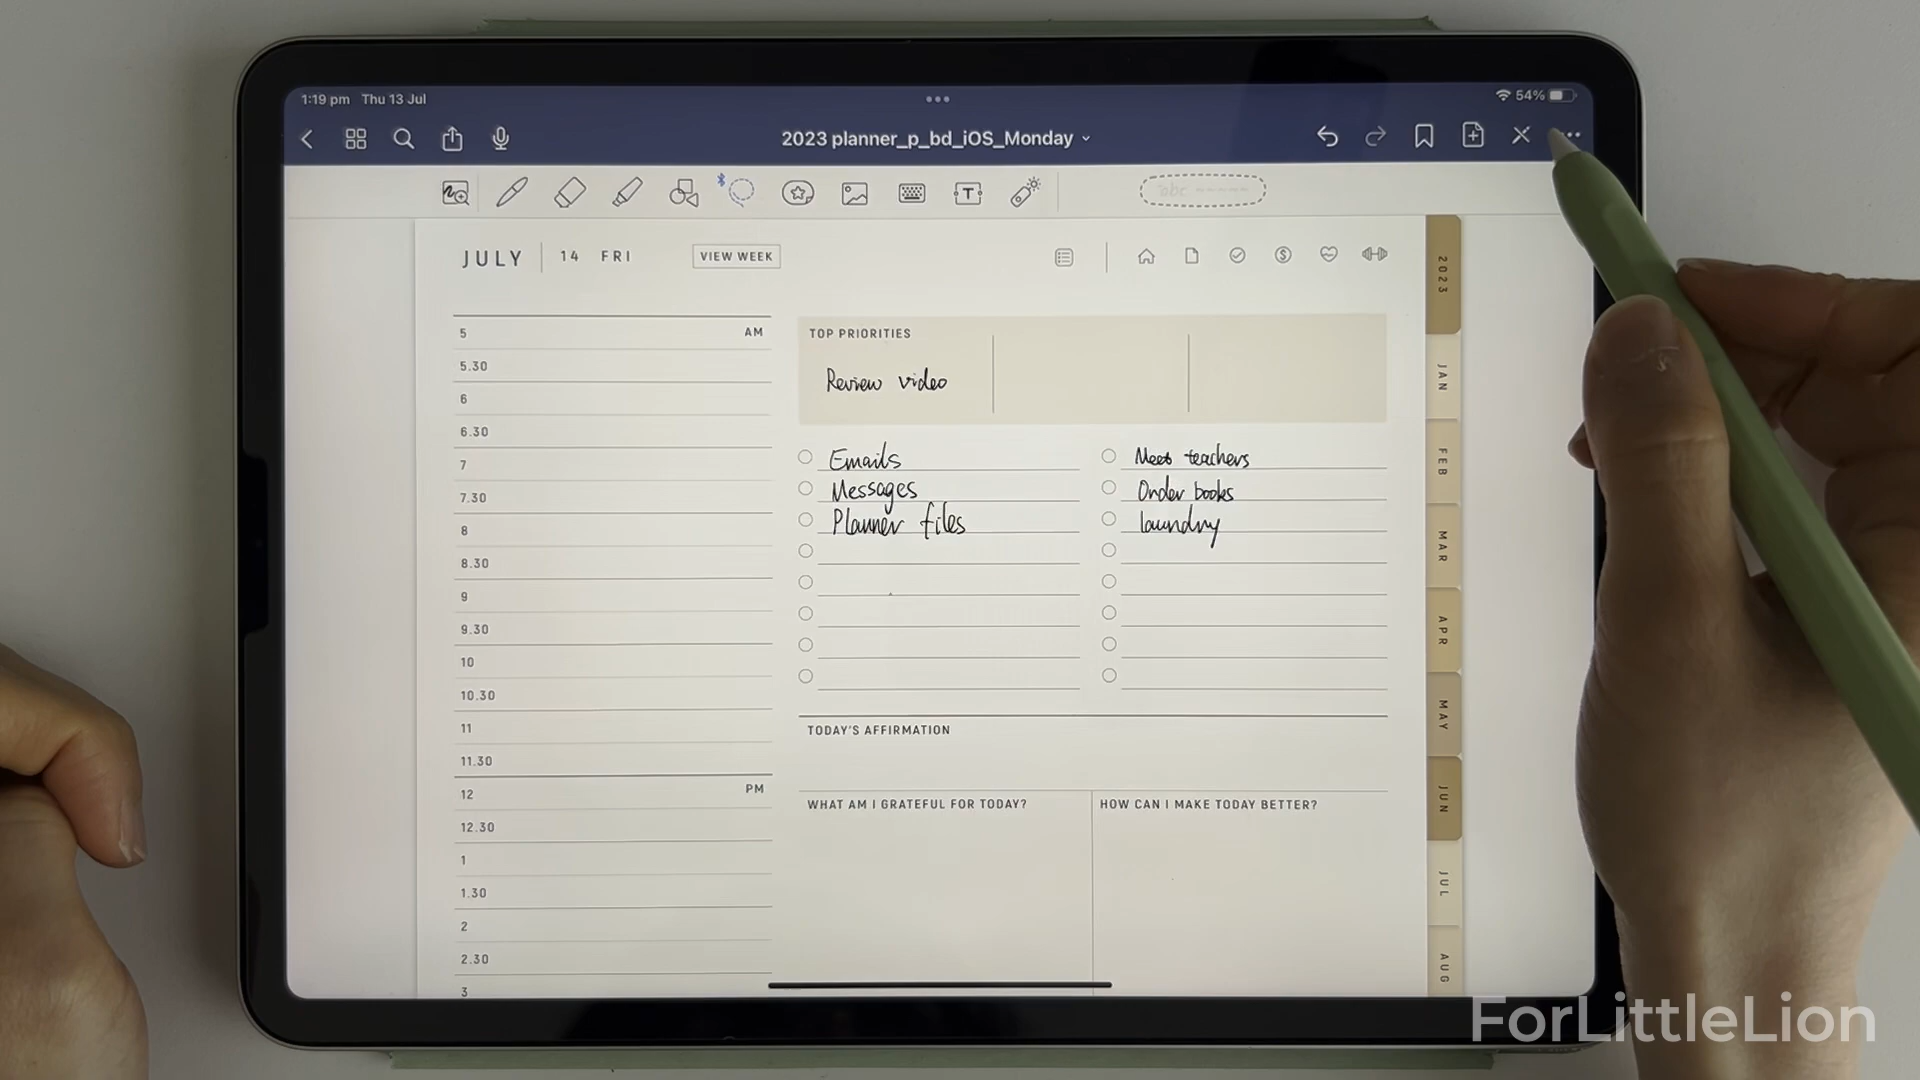 1:19 pm Thu 13 Jul
54%
2023 planner_p_bd_iOS_Monday
T
abc
JULY 14 FRI VIEW WEEK
$
5 AM
5.30
6
6.30
7
7.30
8
8.30
9
9.30
10
10.30
11
11.30
12 PM
12.30
1
1.30
2
2.30
3
TOP PRIORITIES
Review video
Emails
Messages
Planner files
Meet teachers
Order books
laundry
TODAY'S AFFIRMATION
WHAT AM I GRATEFUL FOR TODAY?
HOW CAN I MAKE TODAY BETTER?
2023
JAN
FEB
MAR
APR
MAY
JUN
JUL
AUG
ForLittleLion